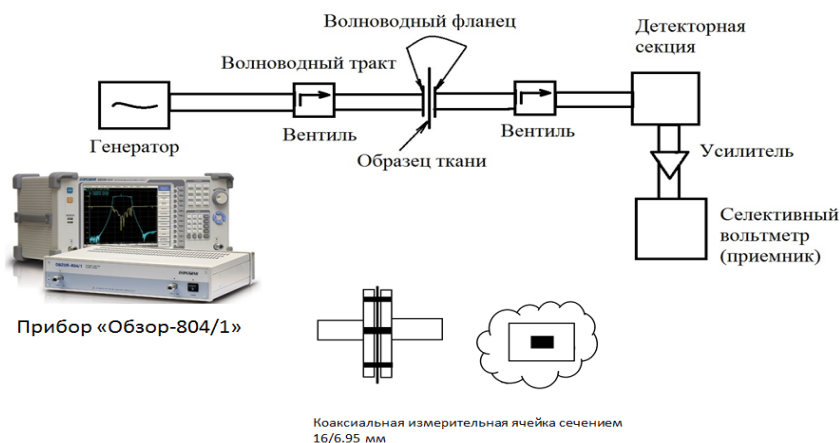 Волноводный фланец
Детекторная
секция
Волноводный тракт
Генератор
Вентиль
Вентиль
Образец ткани
Усилитель
Селективный
вольтметр
(приемник)
Прибор «Обзор-804/1»
Коаксиальная измерительная ячейка сечением
16/6.95 мм